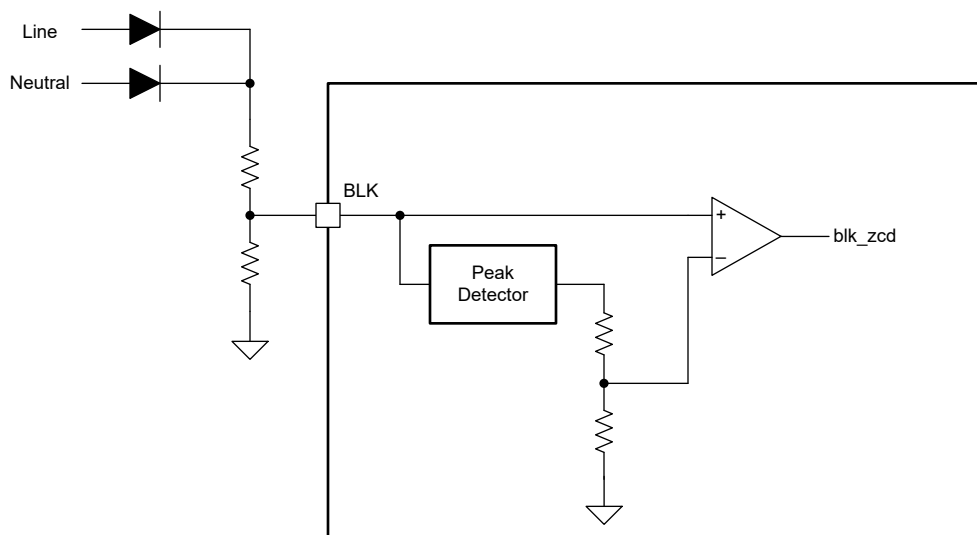 Line
Neutral
BLK
Peak
Detector
+
−
blk_zcd